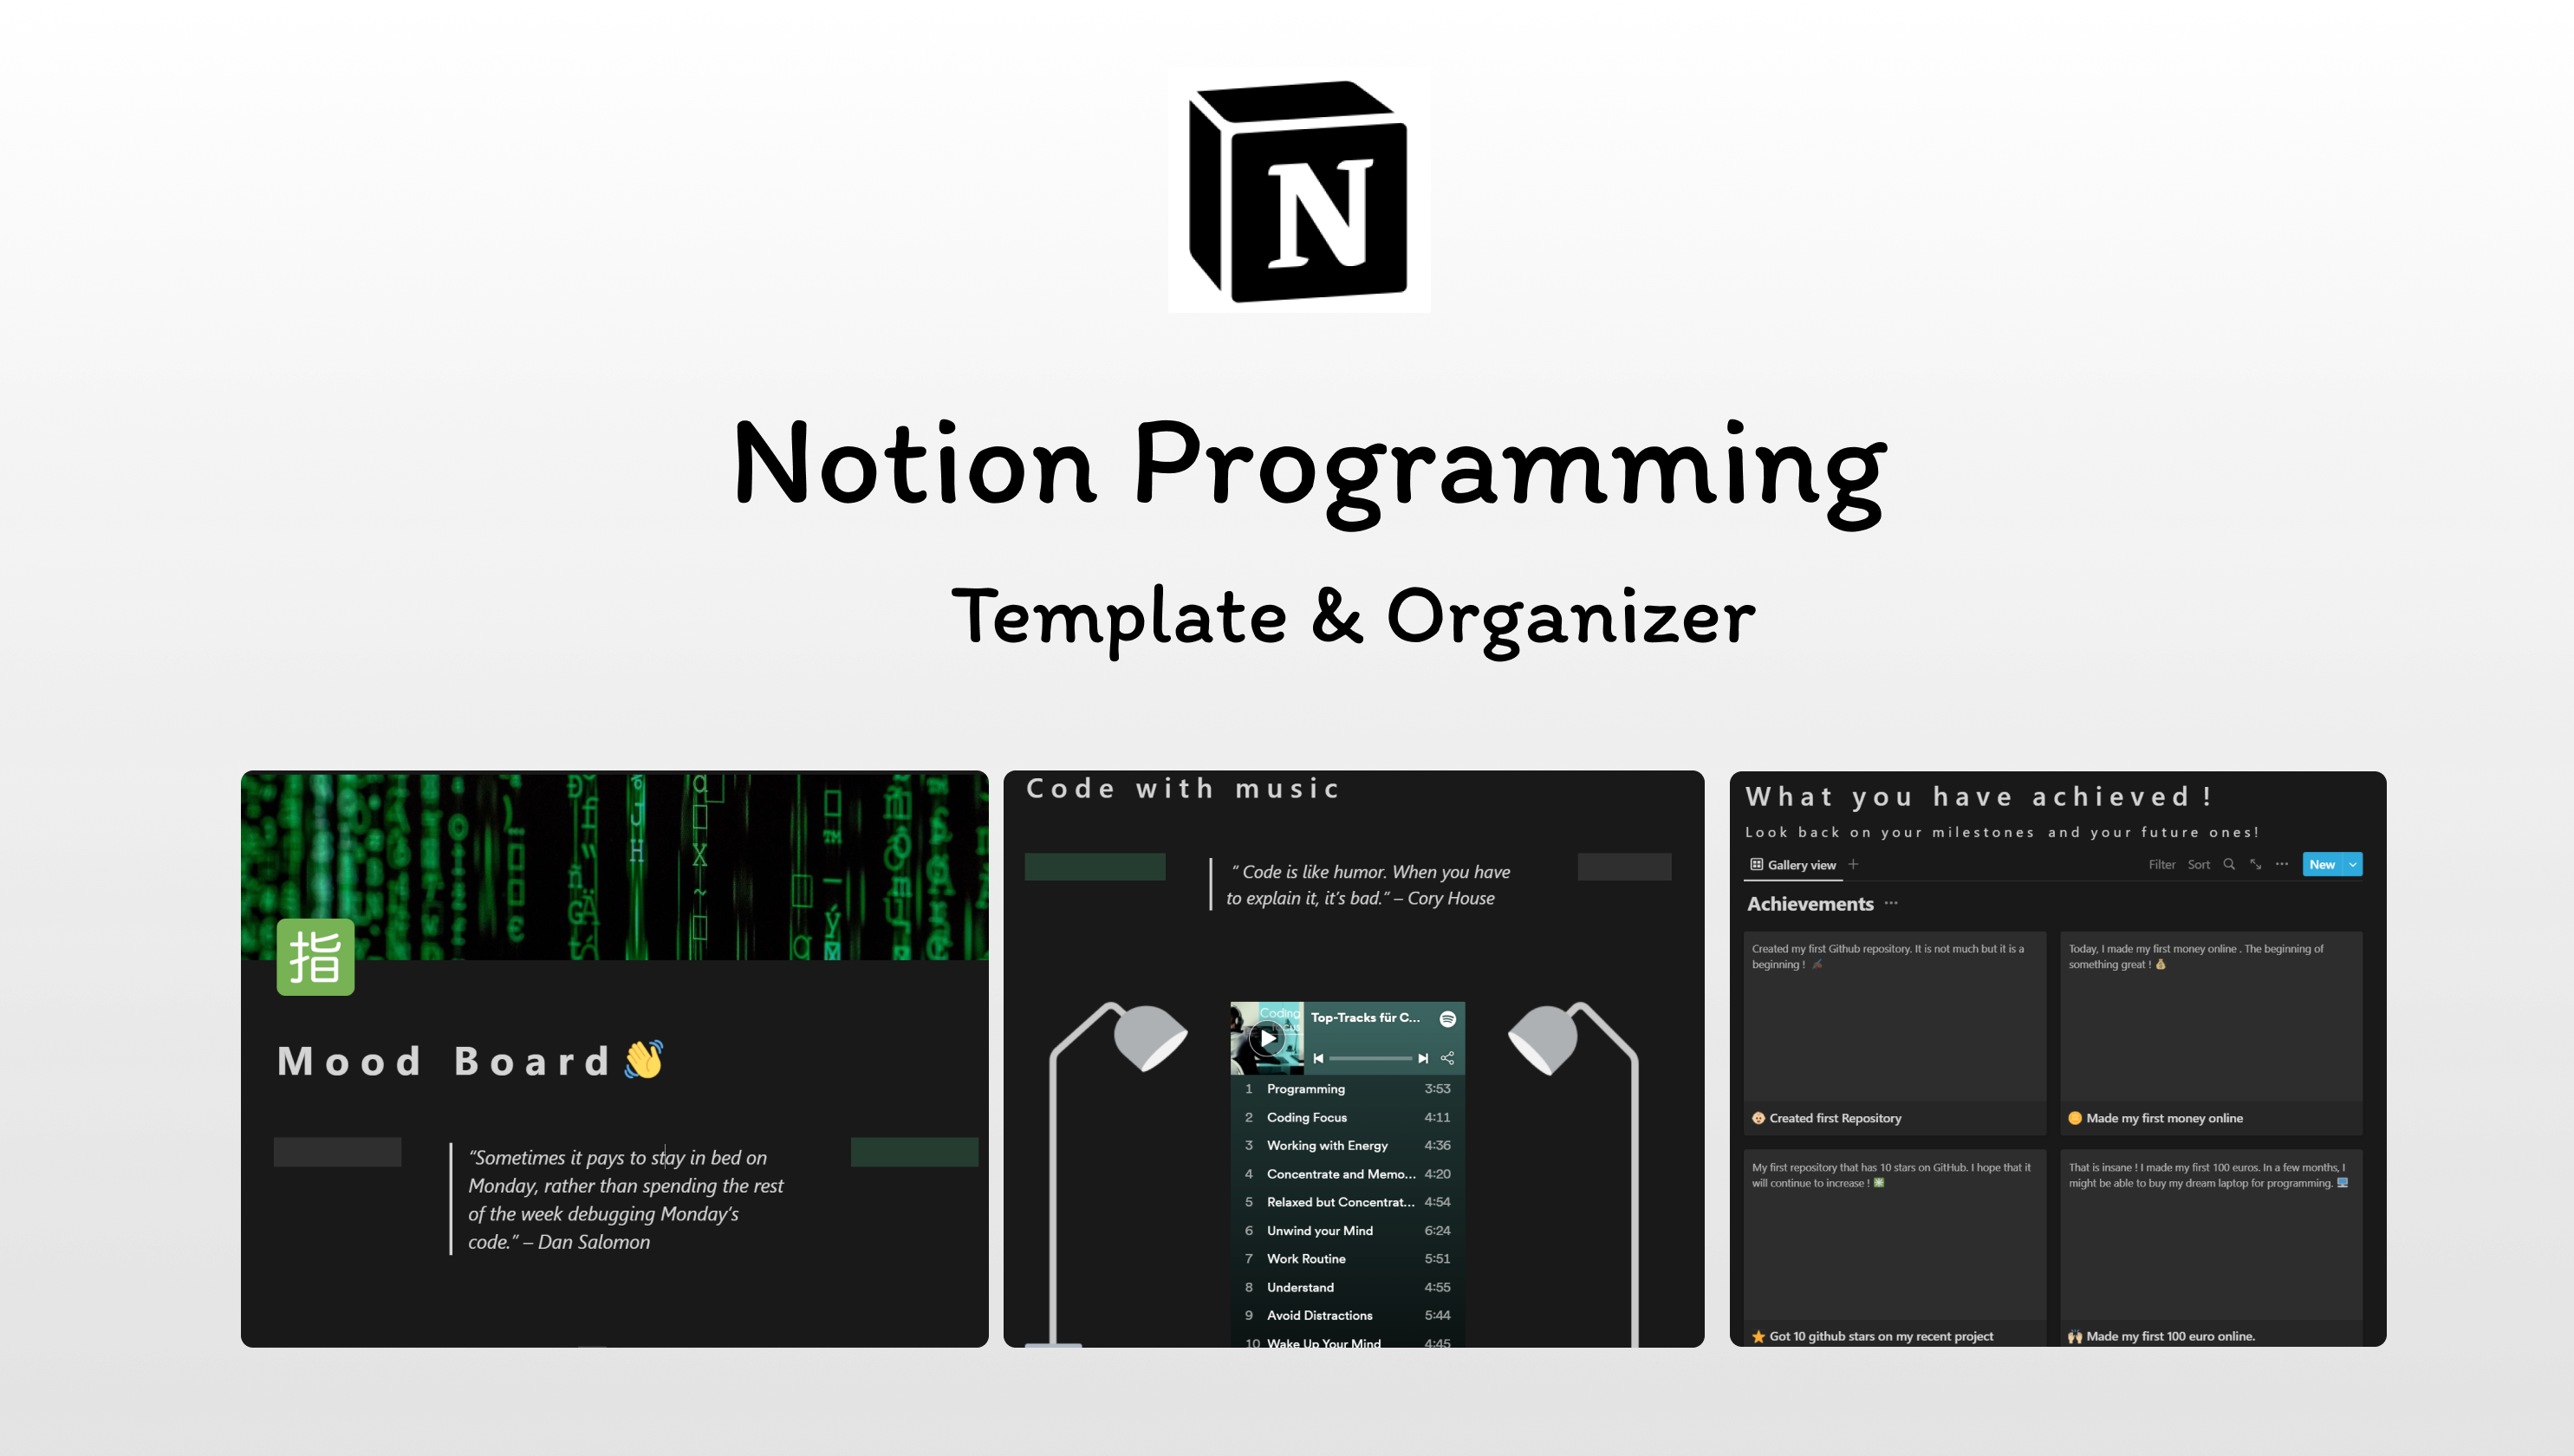 N
Notion Programming
Template & Organizer
指
Mood Board👋
“Sometimes it pays to stay in bed on
Monday, rather than spending the rest
of the week debugging Monday’s
code.” – Dan Salomon
Code with music
“ Code is like humor. When you have
to explain it, it’s bad.” – Cory House
Coding
Focus
Top-Tracks für C...
1 Programming 3:53
2 Coding Focus 4:11
3 Working with Energy 4:36
4 Concentrate and Memo... 4:20
5 Relaxed but Concentrat... 4:54
6 Unwind your Mind 6:24
7 Work Routine 5:51
8 Understand 4:55
9 Avoid Distractions 5:44
10 Wake Up Your Mind 4:45
What you have achieved !
Look back on your milestones and your future ones!
Gallery view +
Filter Sort ... New
Achievements ...
Created my first Github repository. It is not much but it is a
beginning !
Created first Repository
Today, I made my first money online . The beginning of
something great ! 💰
Made my first money online
My first repository that has 10 stars on GitHub. I hope that it
will continue to increase ! ✳️
⭐ Got 10 github stars on my recent project
That is insane ! I made my first 100 euros. In a few months, I
might be able to buy my dream laptop for programming. 🖥️
🙌 Made my first 100 euro online.